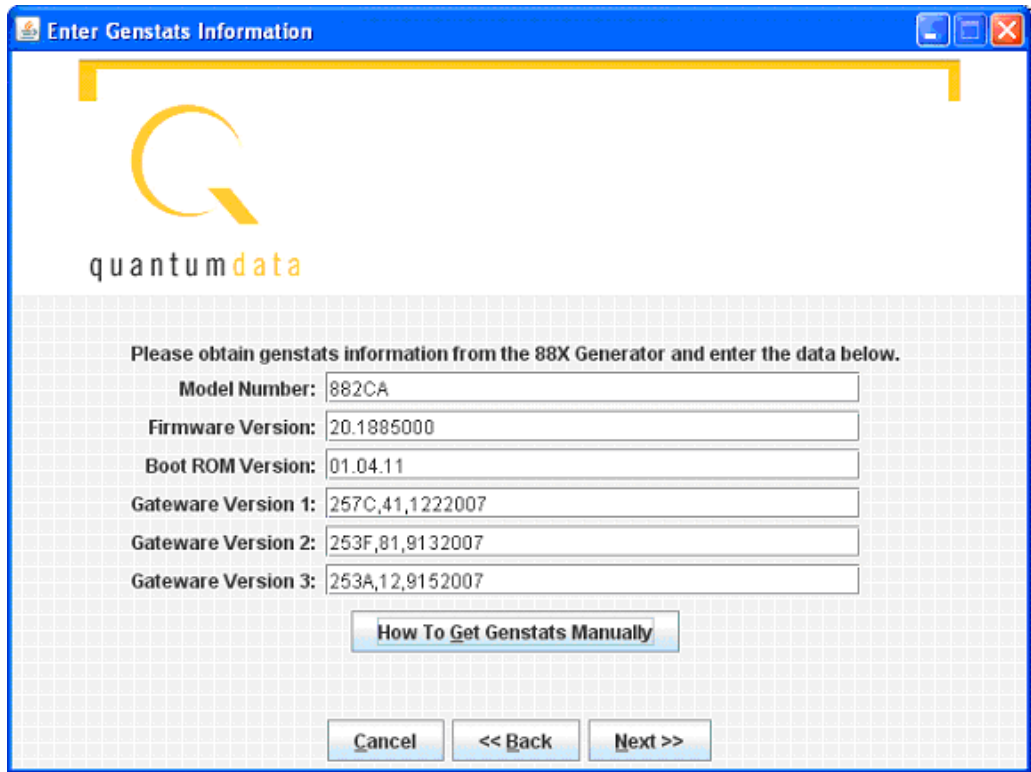 Enter Genstats Information
quantumdata
Please obtain genstats information from the 88X Generator and enter the data below.
Model Number: 882CA
Firmware Version: 20.1885000
Boot ROM Version: 01.04.11
Gateware Version 1: 257C,41,1222007
Gateware Version 2: 253F,81,9132007
Gateware Version 3: 253A,12,9152007
How To Get Genstats Manually
Cancel << Back Next >>